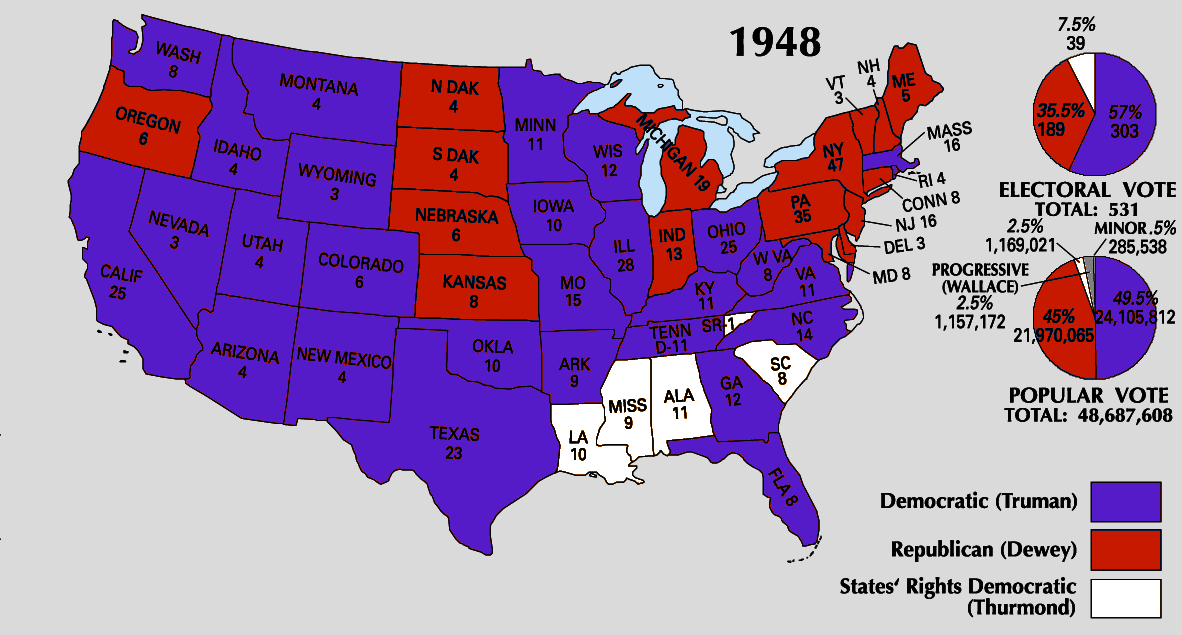 1948
WASH
8
OREGON
6
CALIF
25
NEVADA
3
IDAHO
4
MONTANA
4
WYOMING
3
UTAH
4
COLORADO
6
ARIZONA
4
NEW MEXICO
4
N DAK
4
S DAK
4
NEBRASKA
6
KANSAS
8
OKLA
10
TEXAS
23
MINN
11
IOWA
10
MO
15
ARK
9
LA
10
WIS
12
ILL
28
MICHIGAN 19
IND
13
OHIO
25
KY
11
TENN SR-1
D-11
MISS
9
ALA
11
GA
12
FLA 8
SC
8
NC
14
VA
11
W VA
8
PA
35
NY
47
VT
3
NH
4
ME
5
MASS
16
RI 4
CONN 8
NJ 16
DEL 3
MD 8
7.5%
39
35.5%
189
57%
303
ELECTORAL VOTE
TOTAL: 531
2.5%
1,169,021
MINOR .5%
285,538
PROGRESSIVE
(WALLACE)
2.5%
1,157,172
45%
21,970,065
49.5%
24,105,812
POPULAR VOTE
TOTAL: 48,687,608
Democratic (Truman)
Republican (Dewey)
States' Rights Democratic
(Thurmond)